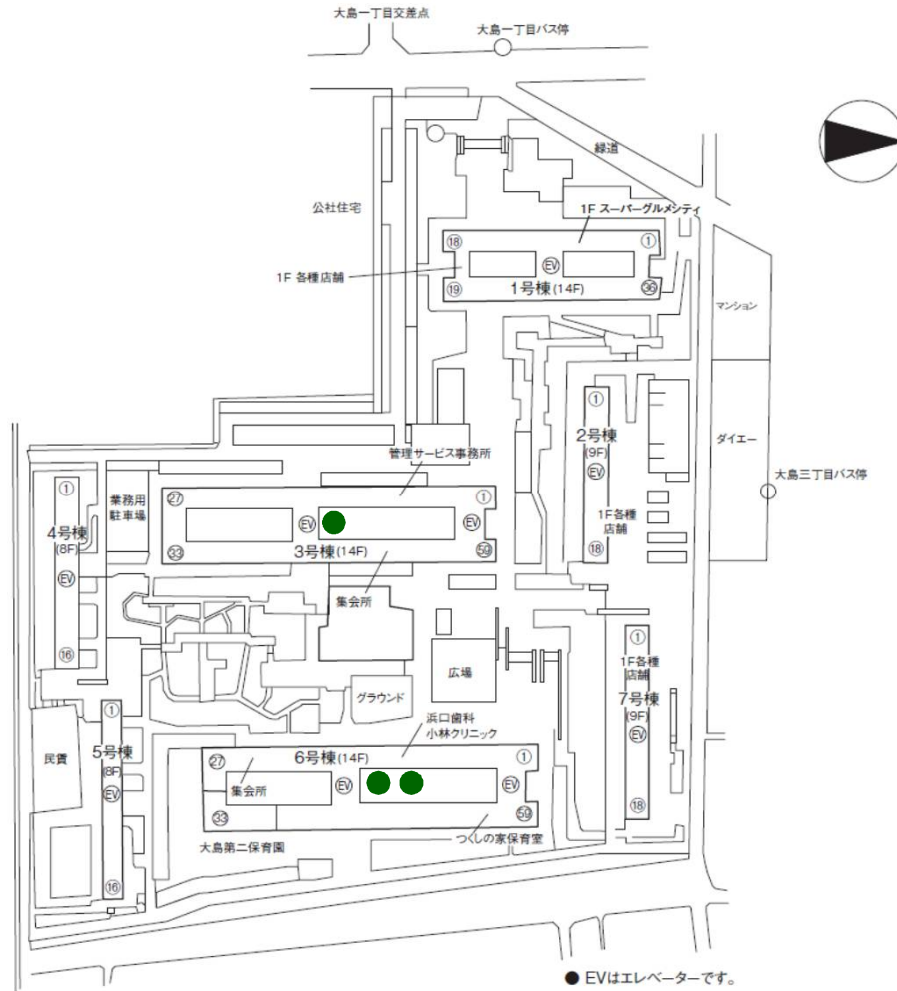 大島一丁目交差点
大島一丁目バス停
緑道
公社住宅
1F スーパーグルメシティ
⑱
①
1F 各種店舗
EV
⑲
1号棟(14F)
㊱
マンション
①
2号棟
(9F)
ダイエー
管理サービス事務所
EV
大島三丁目バス停
①
業務用
駐車場
㉗
①
4号棟
(8F)
EV
EV
1F各種
店舗
㉝
3号棟(14F)
59
⑱
EV
集会所
①
⑯
1F各種
店舗
広場
グラウンド
7号棟
(9F)
①
浜口歯科
小林クリニック
EV
民賃
5号棟
(8F)
㉗
6号棟(14F)
①
集会所
EV
EV
EV
⑱
㉝
59
つくしの家保育室
大島第二保育園
⑯
● EVはエレベーターです。